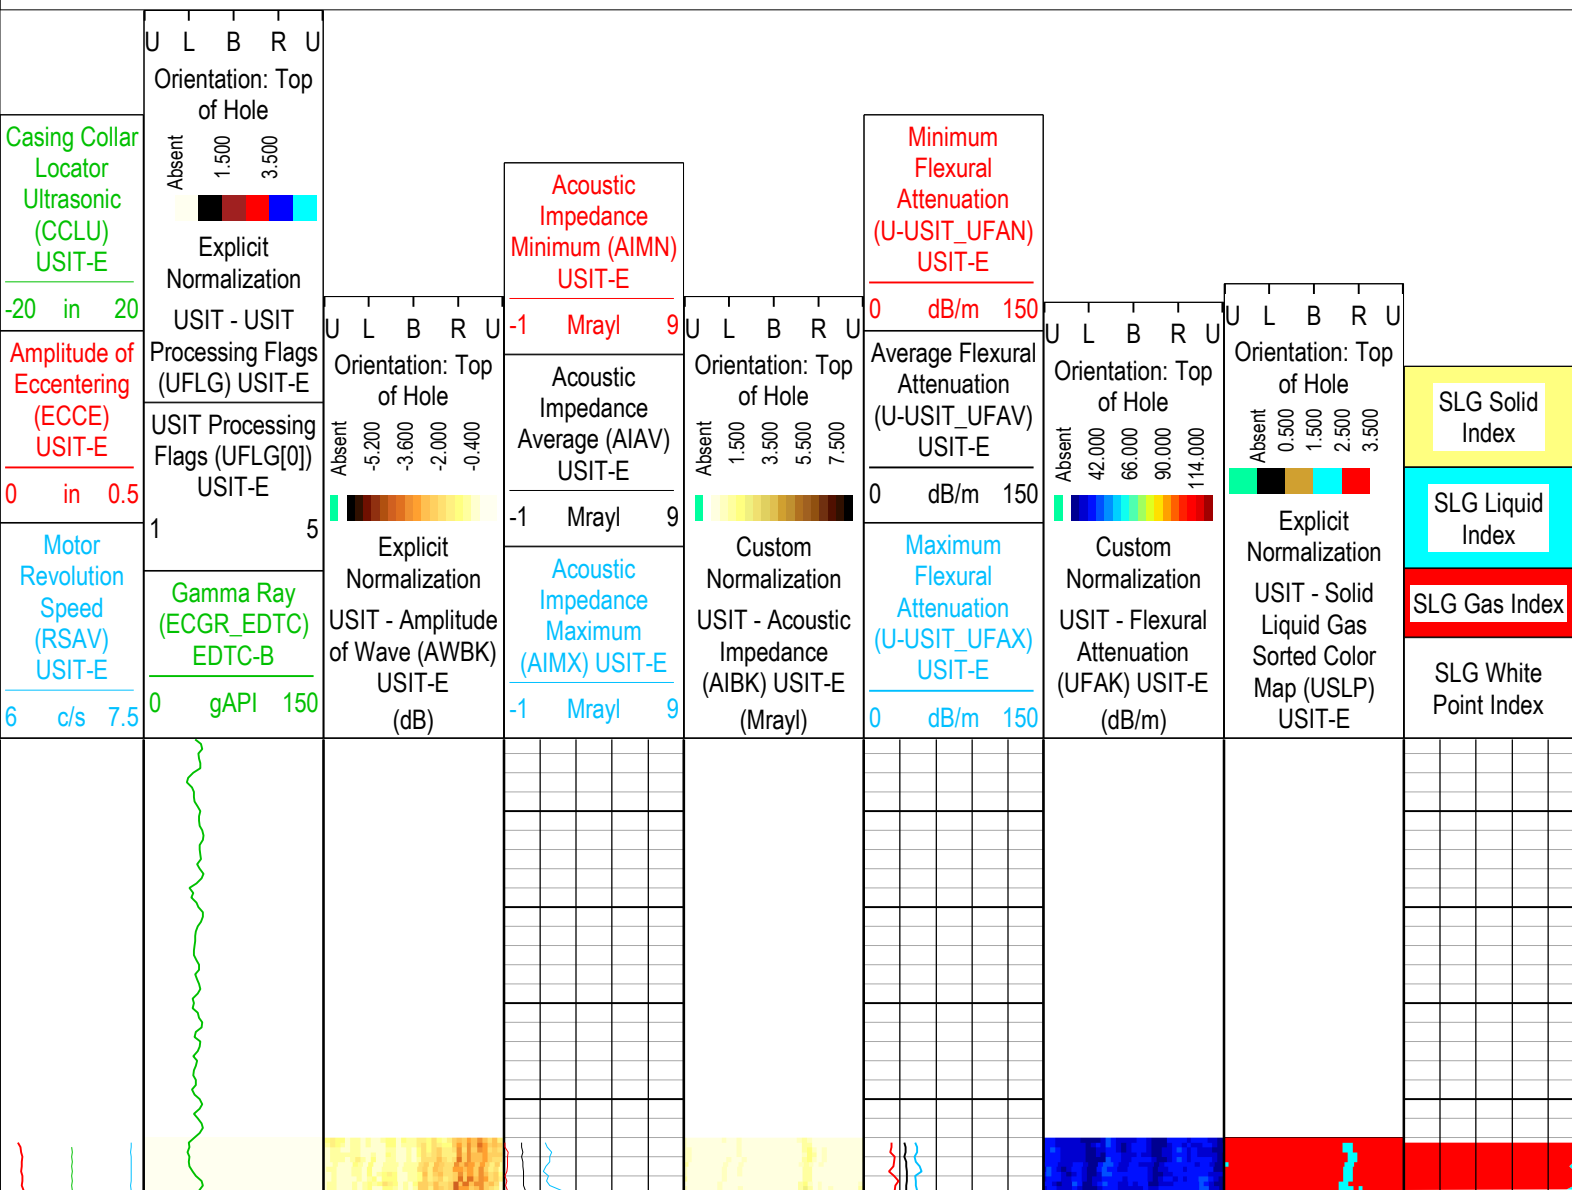 Casing Collar
Locator
Ultrasonic
(CCLU)
USIT-E
-20 in 20
Amplitude of
Eccentering
(ECCE)
USIT-E
0 in 0.5
Motor
Revolution
Speed
(RSAV)
USIT-E
6 c/s 7.5
U L B R U
Orientation: Top
of Hole
Absent
1.500
3.500
Explicit
Normalization
USIT - USIT
Processing Flags
(UFLG) USIT-E
USIT Processing
Flags (UFLG[0])
USIT-E
1 5
Gamma Ray
(ECGR_EDTC)
EDTC-B
0 gAPI 150
U L B R U
Orientation: Top
of Hole
Absent
-5.200
-3.600
-2.000
-0.400
Explicit
Normalization
USIT - Amplitude
of Wave (AWBK)
USIT-E
(dB)
Acoustic
Impedance
Minimum (AIMN)
USIT-E
-1 Mrayl 9
Acoustic
Impedance
Average (AIAV)
USIT-E
-1 Mrayl 9
Acoustic
Impedance
Maximum
(AIMX) USIT-E
-1 Mrayl 9
U L B R U
Orientation: Top
of Hole
Absent
1.500
3.500
5.500
7.500
Custom
Normalization
USIT - Acoustic
Impedance
(AIBK) USIT-E
(Mrayl)
Minimum
Flexural
Attenuation
(U-USIT_UFAN)
USIT-E
0 dB/m 150
Average Flexural
Attenuation
(U-USIT_UFAV)
USIT-E
0 dB/m 150
Maximum
Flexural
Attenuation
(U-USIT_UFAX)
USIT-E
0 dB/m 150
U L B R U
Orientation: Top
of Hole
Absent
42.000
66.000
90.000
114.000
Custom
Normalization
USIT - Flexural
Attenuation
(UFAK) USIT-E
(dB/m)
U L B R U
Orientation: Top
of Hole
Absent
0.500
1.500
2.500
3.500
Explicit
Normalization
USIT - Solid
Liquid Gas
Sorted Color
Map (USLP)
USIT-E
SLG Solid
Index
SLG Liquid
Index
SLG Gas Index
SLG White
Point Index